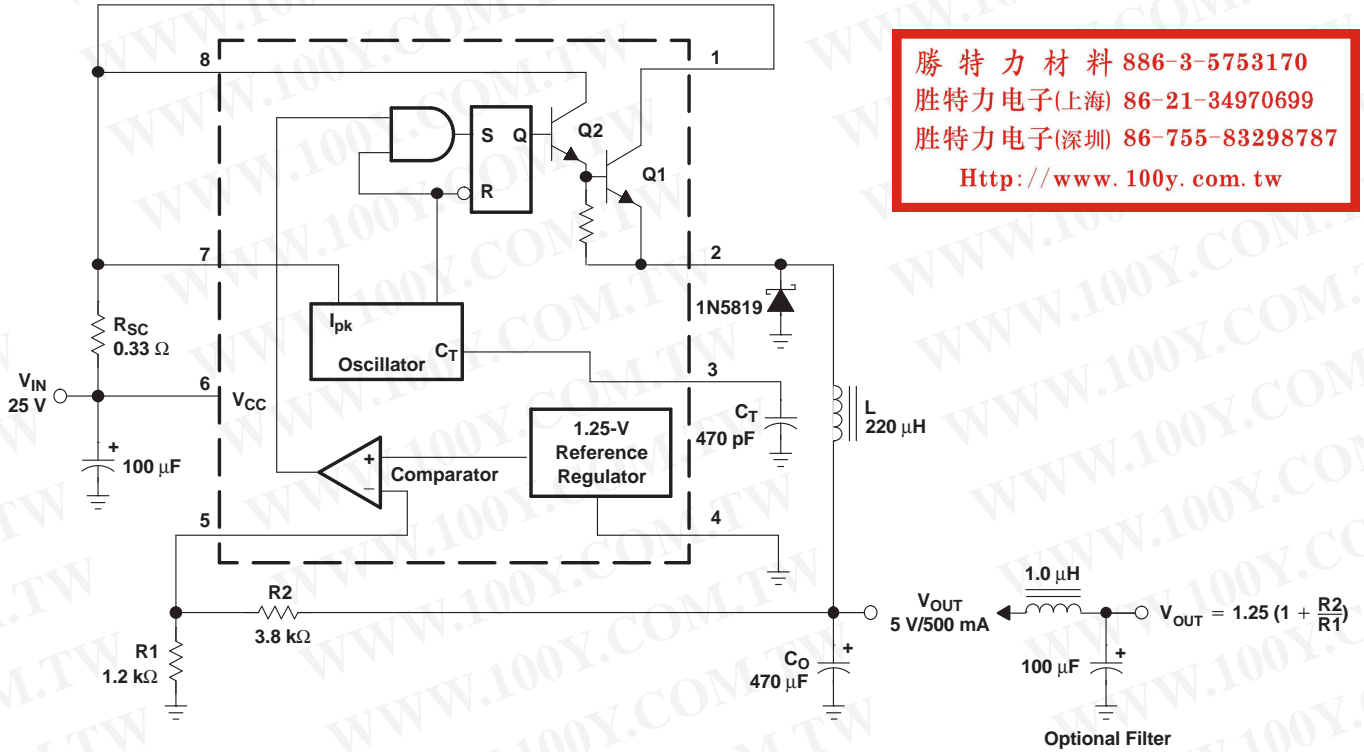 8
1
勝 特 力 材 料 886-3-5753170
胜特力电子(上海) 86-21-34970699
胜特力电子(深圳) 86-755-83298787
Http://www.100y.com.tw
S Q
R
Q2
Q1
7
2
1N5819
RSC
0.33 Ω
Ipk
CT
Oscillator
3
VIN
25 V
6
VCC
CT
470 pF
L
220 μH
100 μF
+
+
−
Comparator
1.25-V
Reference
Regulator
5
4
R2
3.8 kΩ
R1
1.2 kΩ
VOUT
5 V/500 mA
CO
470 μF
+
1.0 μH
VOUT = 1.25 (1 + R2/R1)
100 μF
+
Optional Filter
WWW.100Y.COM.TW